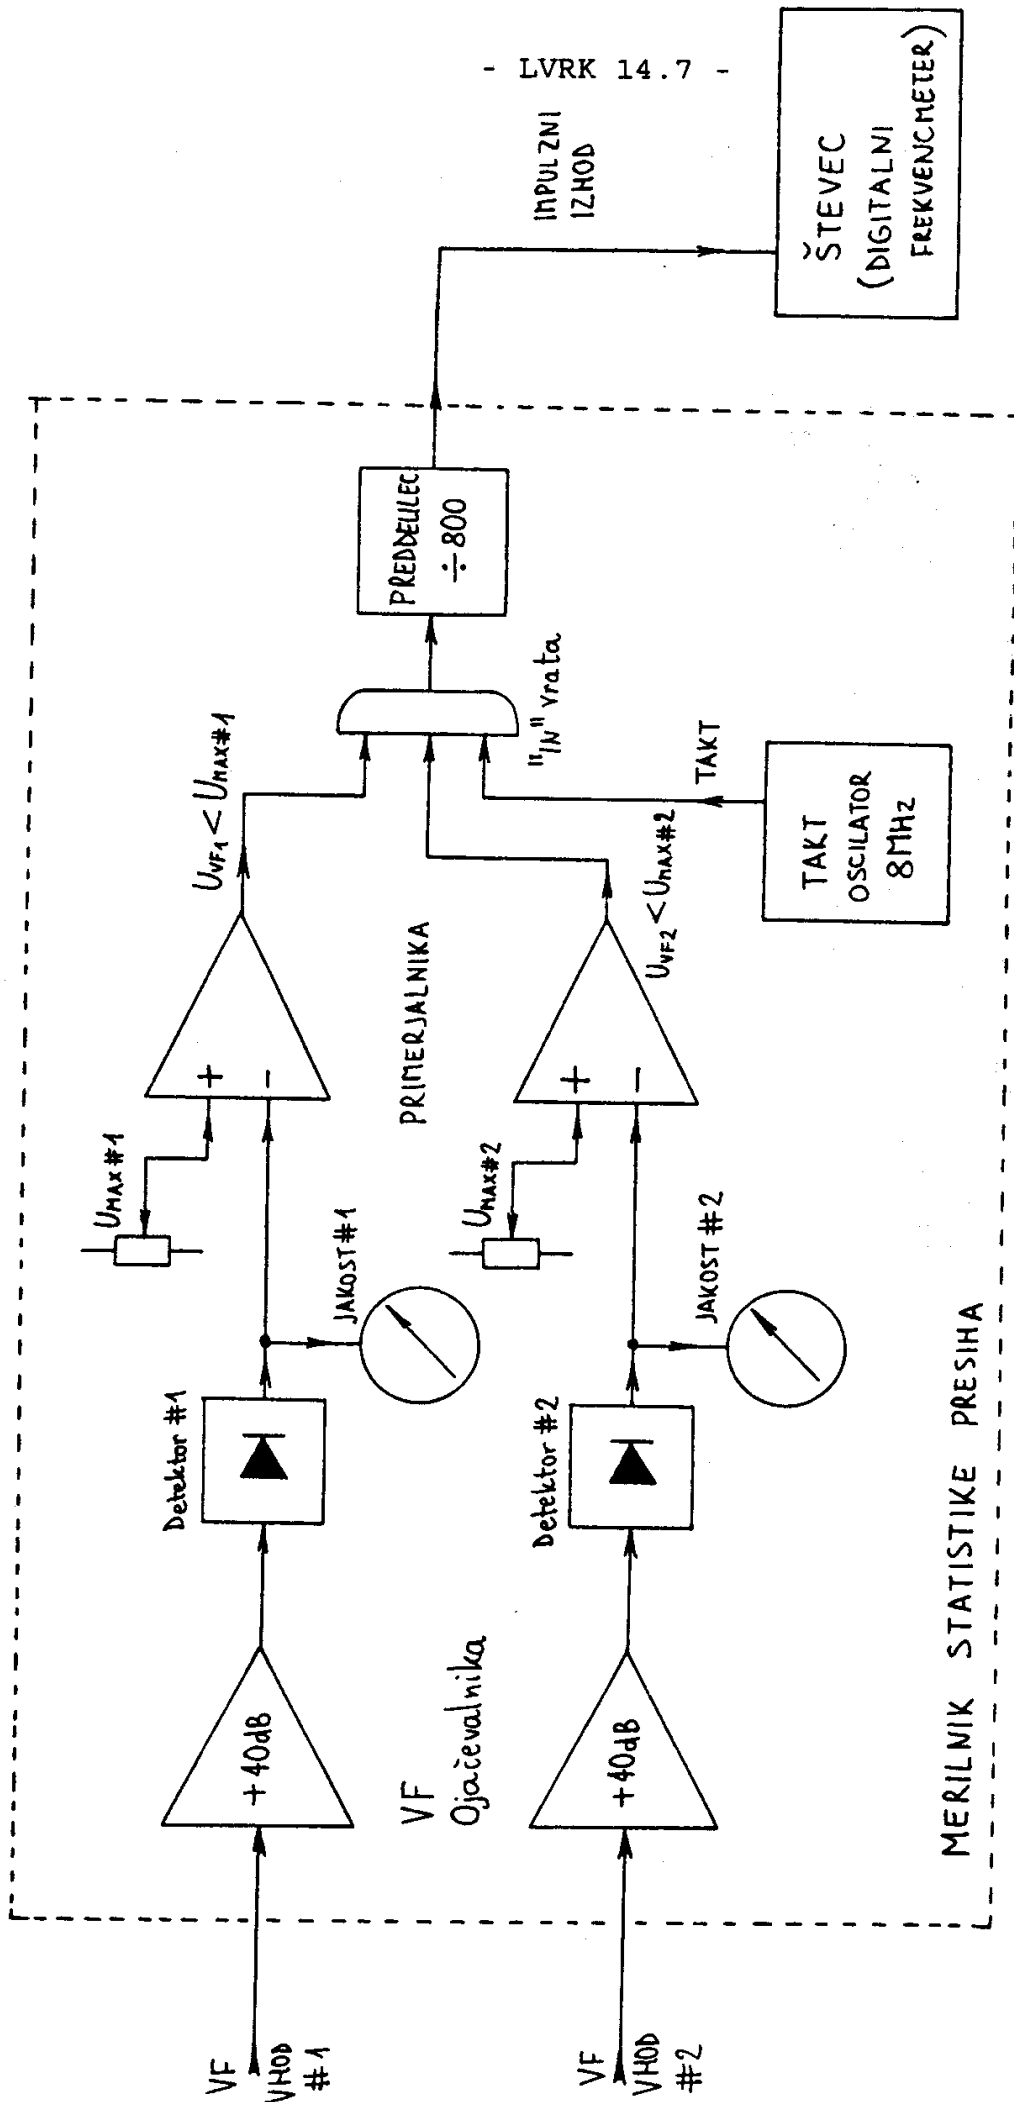 - LVRK 14.7 -
VF
VHOD
#1
+40dB
Detektor #1
JAKOST #1
UMAX#1
+
-
UVF1 < UMAX#1
VF
Ojačevalnika
PRIMERJALNIKA
"IN" vrata
PREDDELILEC
÷800
IMPULZNI
IZHOD
ŠTEVEC
(DIGITALNI
FREKVENCMETER)
VF
VHOD
#2
+40dB
Detektor #2
JAKOST #2
UMAX#2
+
-
UVF2 < UMAX#2
TAKT
TAKT
OSCILATOR
8MHz
MERILNIK STATISTIKE PRESIHA